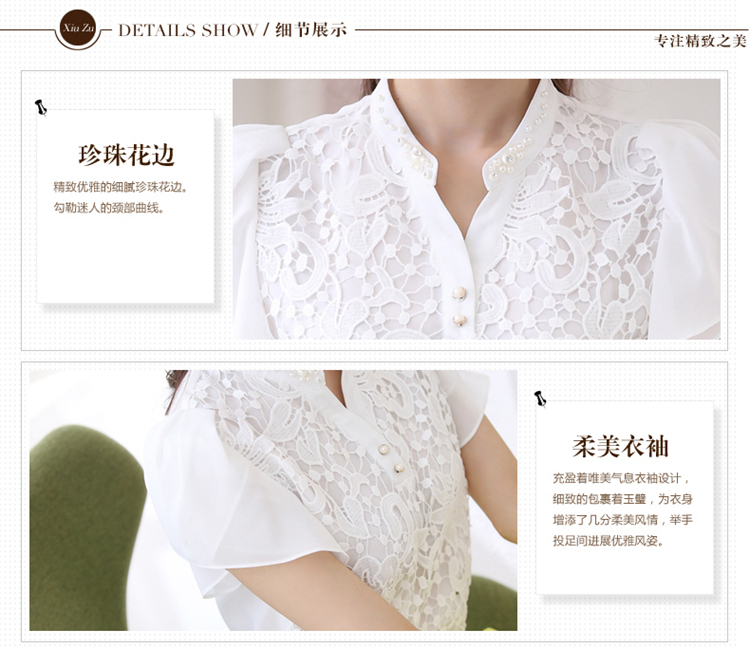 Xiu Zu
DETAILS SHOW / 细节展示
专注精致之美
珍珠花边
精致优雅的细腻珍珠花边。
勾勒迷人的颈部曲线。
柔美衣袖
充盈着唯美气息衣袖设计，
细致的包裹着玉璧，为衣身
增添了几分柔美风情，举手
投足间进展优雅风姿。